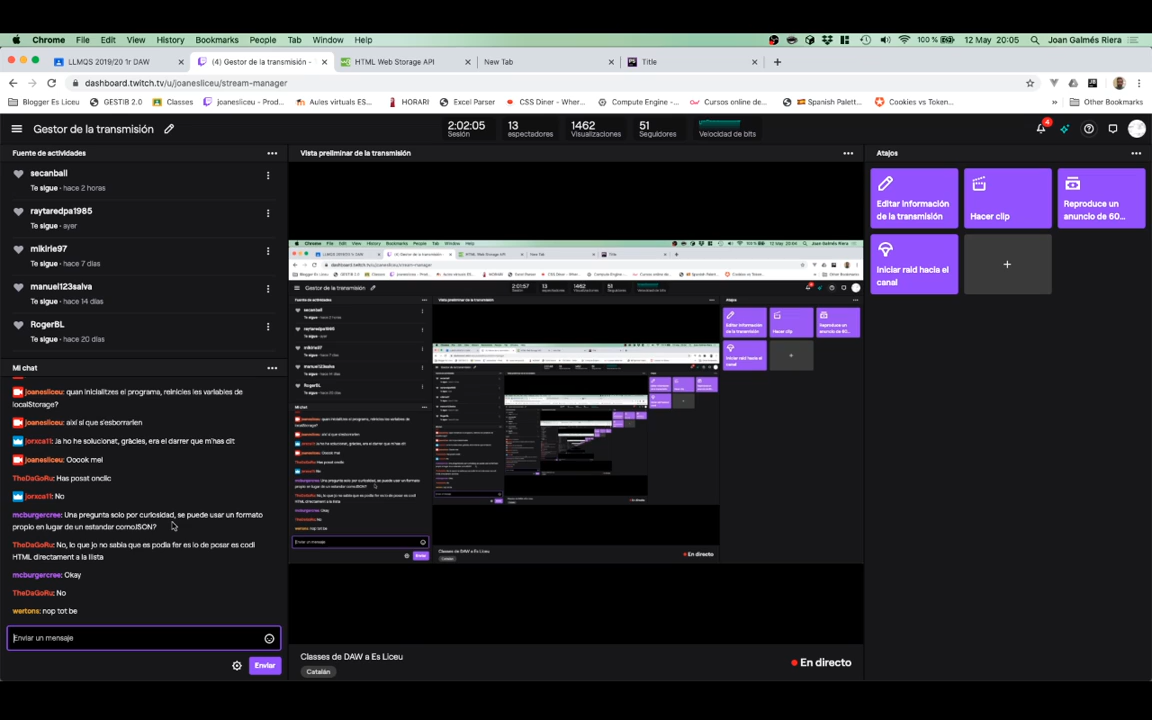 Chrome File Edit View History Bookmarks People Tab Window Help 100 % 12 May 20:05 Joan Galmés Riera
LLMQS 2019/20 1r DAW (4) Gestor de la transmisión - HTML Web Storage API New Tab Title
dashboard.twitch.tv/u/joanesliceu/stream-manager
Blogger Es Liceu GESTIB 2.0 Classes joanesliceu - Prod... Aules virtuals ES... HORARI Excel Parser CSS Diner - Wher... Compute Engine -... Cursos online de... Spanish Palett... Cookies vs Token... Other Bookmarks
Gestor de la transmisión
2:02:05 13 1462 51
Sesión espectadores Visualizaciones Seguidores Velocidad de bits
4
Fuente de actividades
secanball
Te sigue · hace 2 horas
raytaredpa1985
Te sigue · ayer
mikirie97
Te sigue · hace 7 días
manuel123salva
Te sigue · hace 14 días
RogerBL
Te sigue · hace 20 días
Mi chat
joanesliceu: quan inicialitzes el programa, reinicies les variables de
localStorage?
joanesliceu: així si que s'esborrarien
jorxca11: Ja ho he solucionat, gràcies, era el darrer que m'has dit
joanesliceu: Ooook mel
TheDaGoRu: Has posat onclic
jorxca11: No
mcburgercree: Una pregunta solo por curiosidad, se puede usar un formato
propio en lugar de un estandar comoJSON?
TheDaGoRu: No, lo que jo no sabia que es podia fer es lo de posar es codi
HTML directament a la llista
mcburgercree: Okay
TheDaGoRu: No
wertons: nop tot be
Enviar un mensaje
Enviar
Vista preliminar de la transmisión
Classes de DAW a Es Liceu
Catalán
En directo
Atajos
Editar información
de la transmisión
Hacer clip
Reproduce un
anuncio de 60...
Iniciar raid hacia el
canal